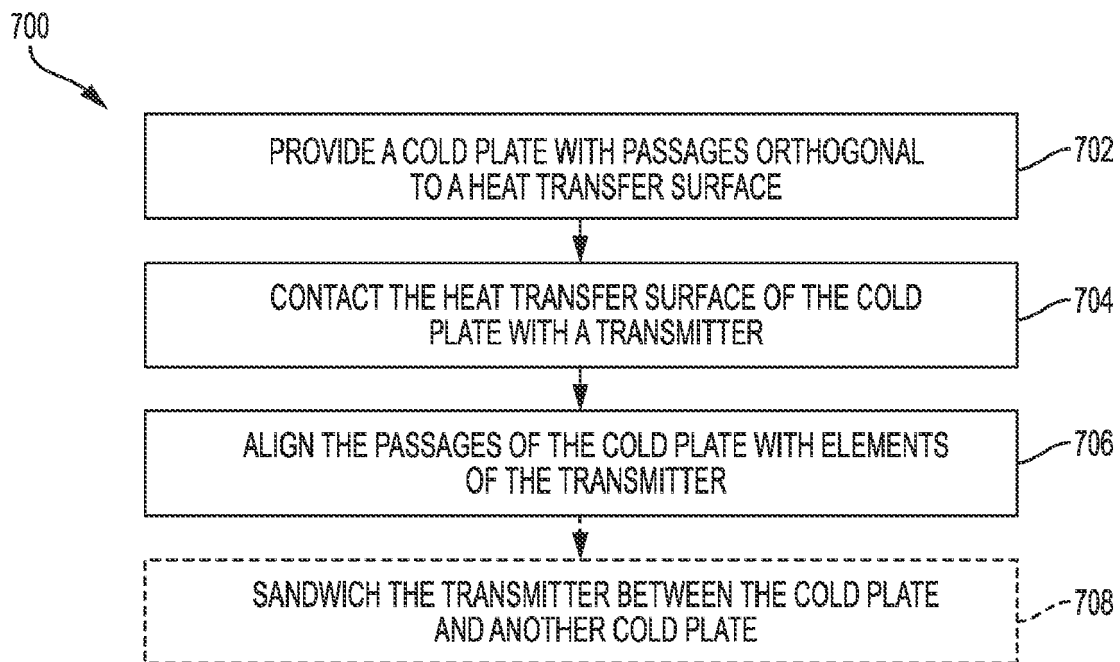 700
PROVIDE A COLD PLATE WITH PASSAGES ORTHOGONAL
TO A HEAT TRANSFER SURFACE
702
CONTACT THE HEAT TRANSFER SURFACE OF THE COLD
PLATE WITH A TRANSMITTER
704
ALIGN THE PASSAGES OF THE COLD PLATE WITH ELEMENTS
OF THE TRANSMITTER
706
SANDWICH THE TRANSMITTER BETWEEN THE COLD PLATE
AND ANOTHER COLD PLATE
708